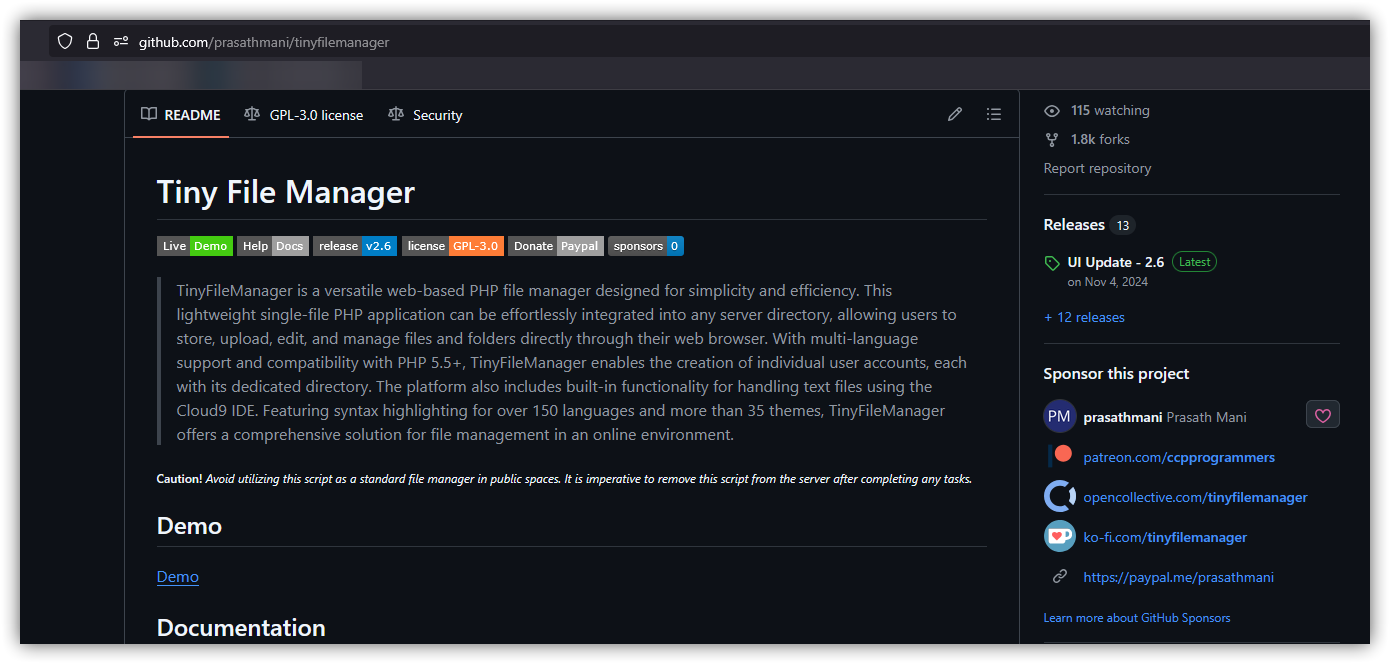 github.com/prasathmani/tinyfilemanager
README
GPL-3.0 license
Security
Tiny File Manager
Live Demo
Help Docs
release v2.6
license GPL-3.0
Donate Paypal
sponsors 0
TinyFileManager is a versatile web-based PHP file manager designed for simplicity and efficiency. This
lightweight single-file PHP application can be effortlessly integrated into any server directory, allowing users to
store, upload, edit, and manage files and folders directly through their web browser. With multi-language
support and compatibility with PHP 5.5+, TinyFileManager enables the creation of individual user accounts, each
with its dedicated directory. The platform also includes built-in functionality for handling text files using the
Cloud9 IDE. Featuring syntax highlighting for over 150 languages and more than 35 themes, TinyFileManager
offers a comprehensive solution for file management in an online environment.
Caution! Avoid utilizing this script as a standard file manager in public spaces. It is imperative to remove this script from the server after completing any tasks.
Demo
Demo
Documentation
115 watching
1.8k forks
Report repository
Releases 13
UI Update - 2.6 Latest
on Nov 4, 2024
+ 12 releases
Sponsor this project
PM prasathmani Prasath Mani
patreon.com/ccpprogrammers
opencollective.com/tinyfilemanager
ko-fi.com/tinyfilemanager
https://paypal.me/prasathmani
Learn more about GitHub Sponsors